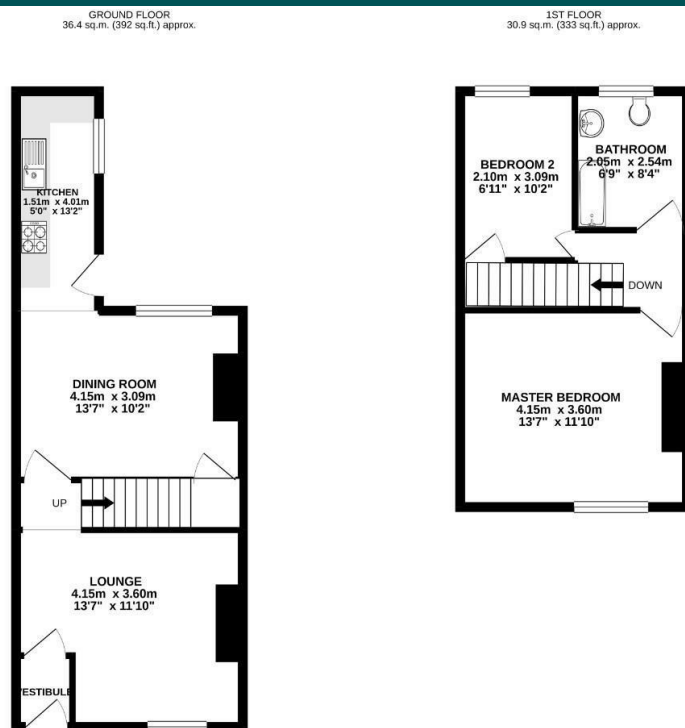 GROUND FLOOR
36.4 sq.m. (392 sq.ft.) approx.
1ST FLOOR
30.9 sq.m. (333 sq.ft.) approx.
KITCHEN
1.51m x 4.01m
5'0" x 13'2"
DINING ROOM
4.15m x 3.09m
13'7" x 10'2"
UP
LOUNGE
4.15m x 3.60m
13'7" x 11'10"
VESTIBULE
BEDROOM 2
2.10m x 3.09m
6'11" x 10'2"
BATHROOM
2.05m x 2.54m
6'9" x 8'4"
DOWN
MASTER BEDROOM
4.15m x 3.60m
13'7" x 11'10"